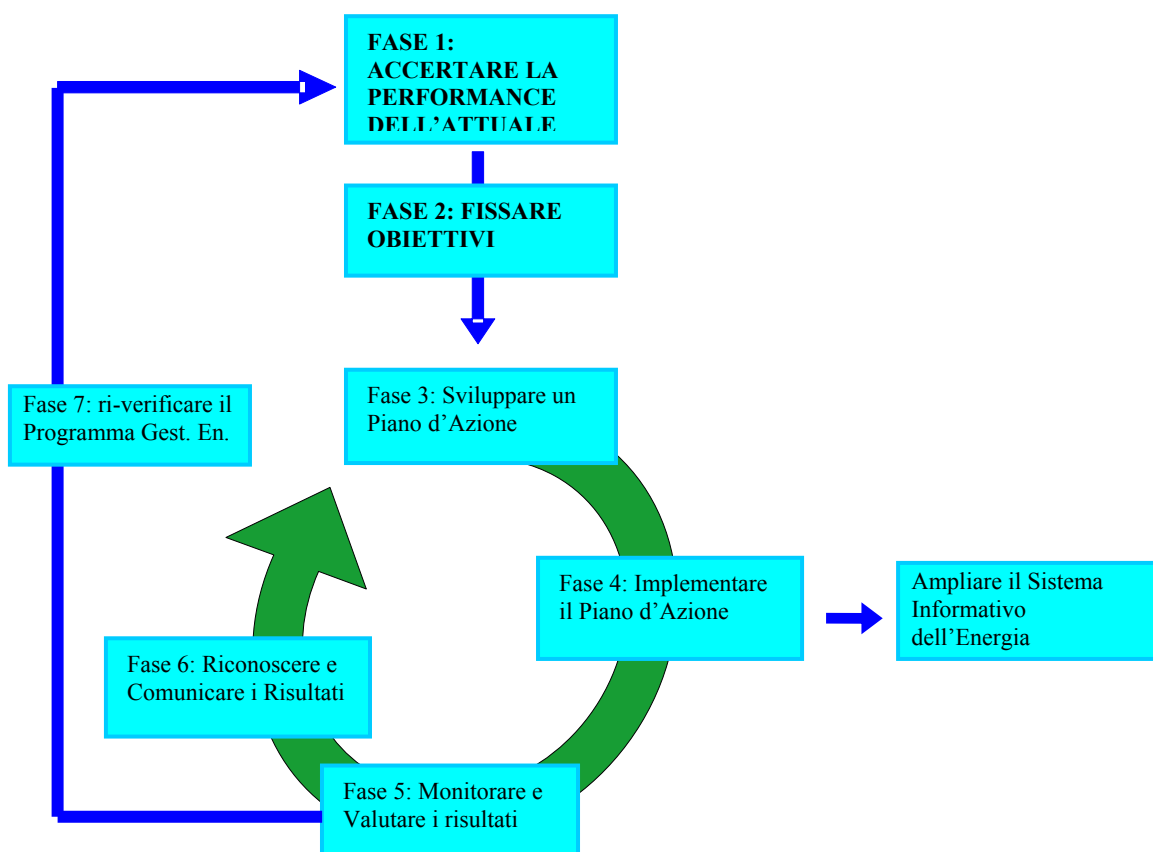 FASE 1:
ACCERTARE LA
PERFORMANCE
DELL’ATTUALE
FASE 2: FISSARE
OBIETTIVI
Fase 3: Sviluppare un
Piano d’Azione
Fase 7: ri-verificare il
Programma Gest. En.
Fase 4: Implementare
il Piano d’Azione
Ampliare il Sistema
Informativo
dell’Energia
Fase 6: Riconoscere e
Comunicare i Risultati
Fase 5: Monitorare e
Valutare i risultati